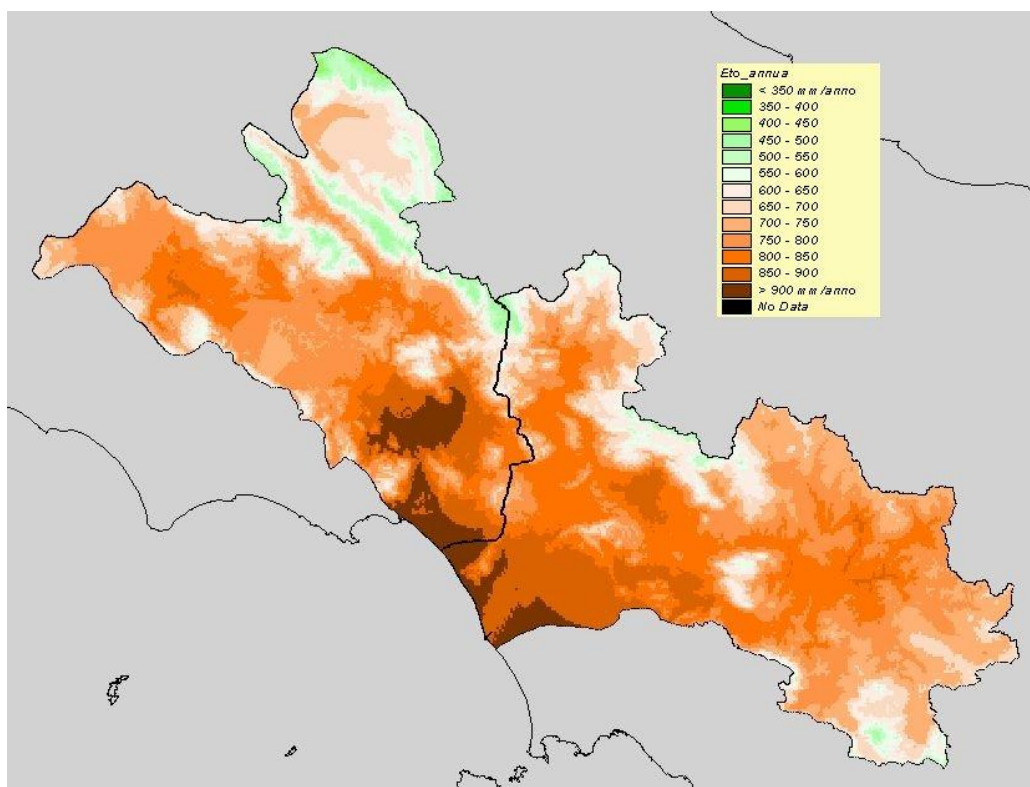 Eto_annua
< 350 mm/anno
350 - 400
400 - 450
450 - 500
500 - 550
550 - 600
600 - 650
650 - 700
700 - 750
750 - 800
800 - 850
850 - 900
> 900 mm/anno
No Data